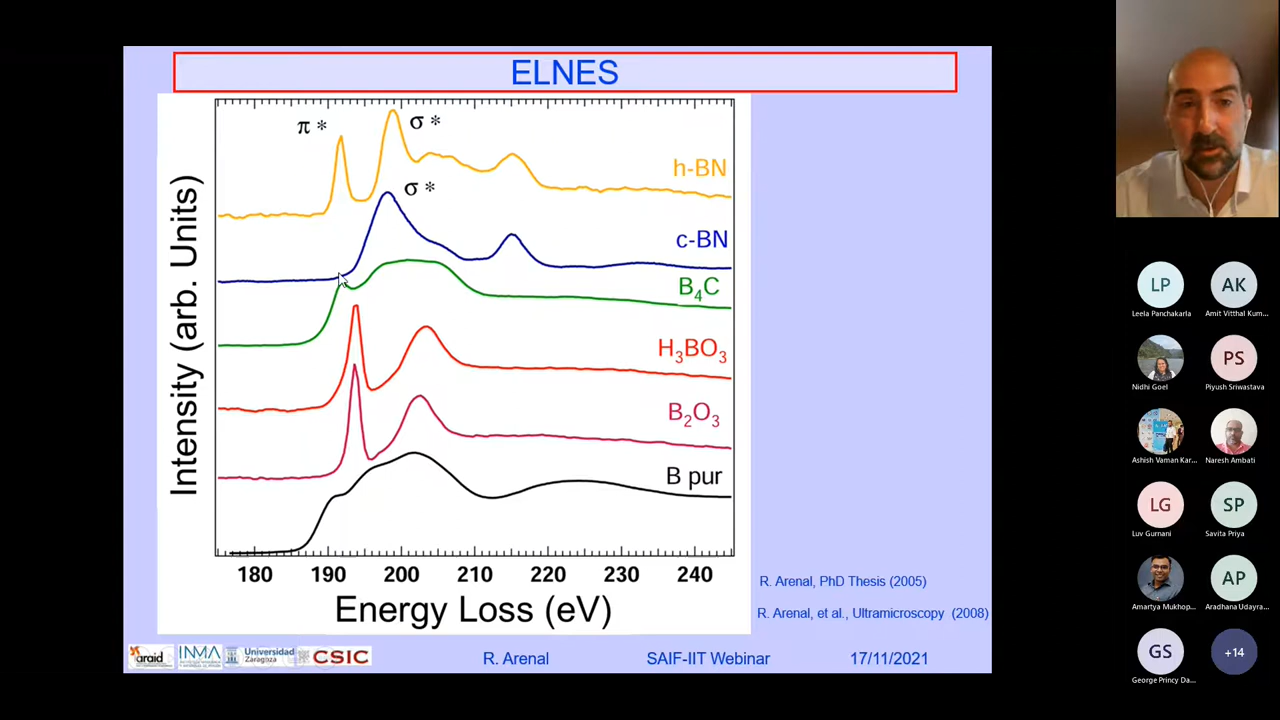 ELNES
π *
σ *
h-BN
σ *
c-BN
B4C
H3BO3
B2O3
B pur
Intensity (arb. Units)
180 190 200 210 220 230 240
Energy Loss (eV)
R. Arenal, PhD Thesis (2005)
R. Arenal, et al., Ultramicroscopy (2008)
araid
INMA
Universidad
Zaragoza
CSIC
R. Arenal
SAIF-IIT Webinar
17/11/2021
LP
AK
Leela Panchakarla
Amit Vitthal Kum...
PS
Nidhi Goel
Piyush Sriwastava
Ashish Vaman Kar...
Naresh Ambati
LG
SP
Luv Gurnani
Savita Priya
AP
Amartya Mukhop...
Aradhana Udayra...
GS
+14
George Princy Da...